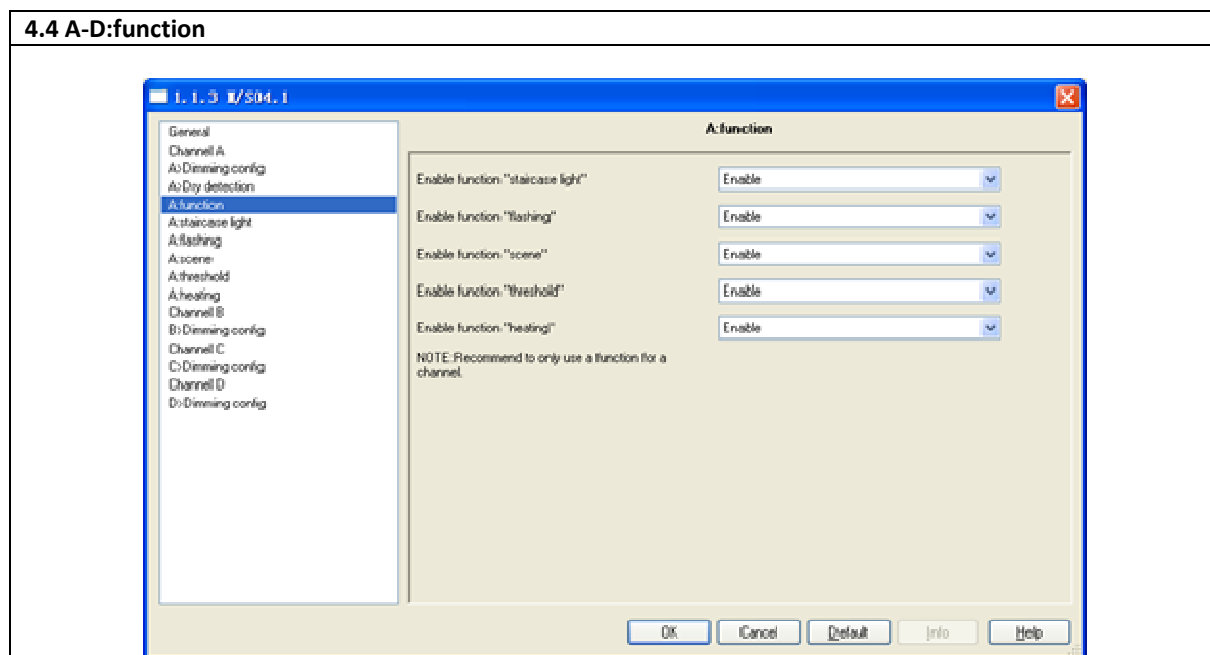 4.4 A-D:function
1.1.3 M/S04.1
A:function
General
Channel A
A:Dimming config
A:Dry detection
A:function
A:staircase light
A:flashing
A:scene
A:threshold
A:heating
Channel B
B:Dimming config
Channel C
C:Dimming config
Channel D
D:Dimming config
Enable function "staircase light" Enable
Enable function "flashing" Enable
Enable function "scene" Enable
Enable function "threshold" Enable
Enable function "heating" Enable
NOTE:Recommend to only use a function for a
channel.
OK Cancel Default Info Help